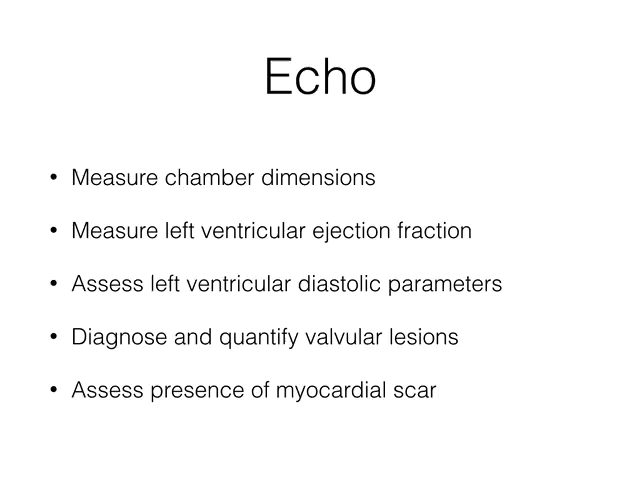 Echo
• Measure chamber dimensions
• Measure left ventricular ejection fraction
• Assess left ventricular diastolic parameters
• Diagnose and quantify valvular lesions
• Assess presence of myocardial scar